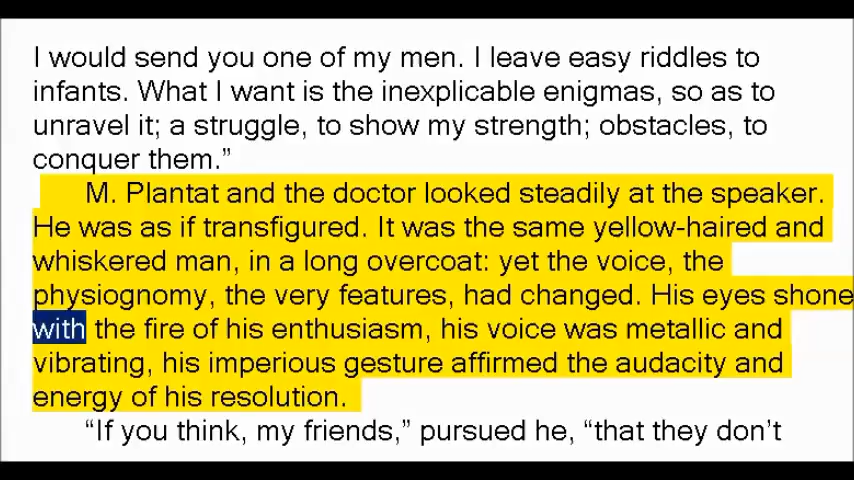 I would send you one of my men. I leave easy riddles to
infants. What I want is the inexplicable enigmas, so as to
unravel it; a struggle, to show my strength; obstacles, to
conquer them.”
M. Plantat and the doctor looked steadily at the speaker.
He was as if transfigured. It was the same yellow-haired and
whiskered man, in a long overcoat: yet the voice, the
physiognomy, the very features, had changed. His eyes shone
with the fire of his enthusiasm, his voice was metallic and
vibrating, his imperious gesture affirmed the audacity and
energy of his resolution.
“If you think, my friends,” pursued he, “that they don’t